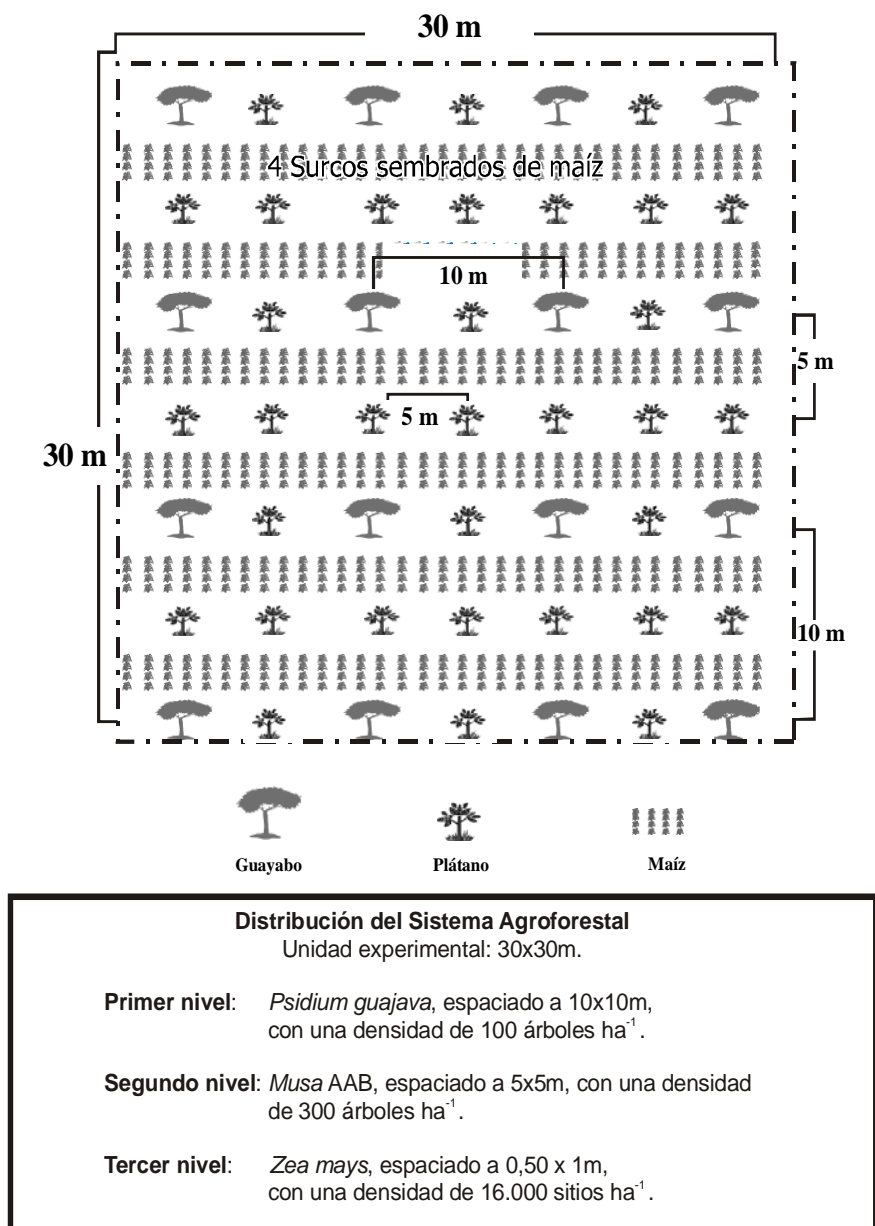 30 m
4 Surcos sembrados de maíz
10 m
5 m
5 m
30 m
10 m
Guayabo
Plátano
Maíz
Distribución del Sistema Agroforestal
Unidad experimental: 30x30m.
Primer nivel: Psidium guajava, espaciado a 10x10m,
con una densidad de 100 árboles ha⁻¹.
Segundo nivel: Musa AAB, espaciado a 5x5m, con una densidad
de 300 árboles ha⁻¹.
Tercer nivel: Zea mays, espaciado a 0,50 x 1m,
con una densidad de 16.000 sitios ha⁻¹.